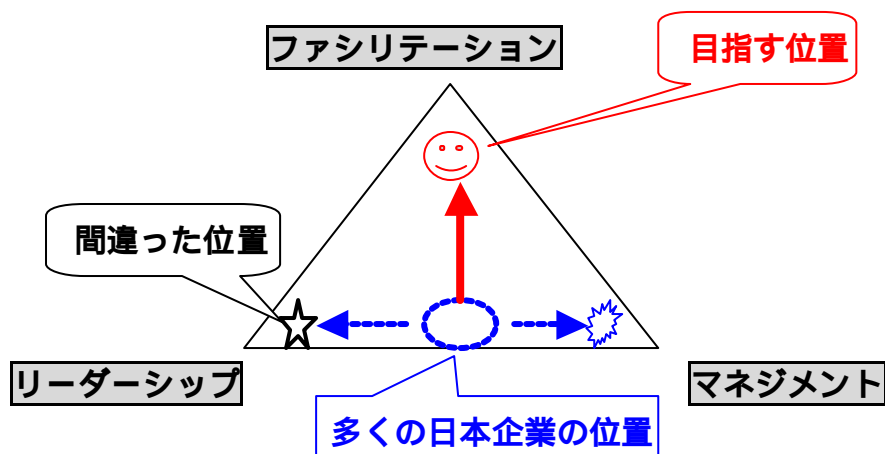 ファシリテーション
目指す位置
間違った位置
リーダーシップ
マネジメント
多くの日本企業の位置